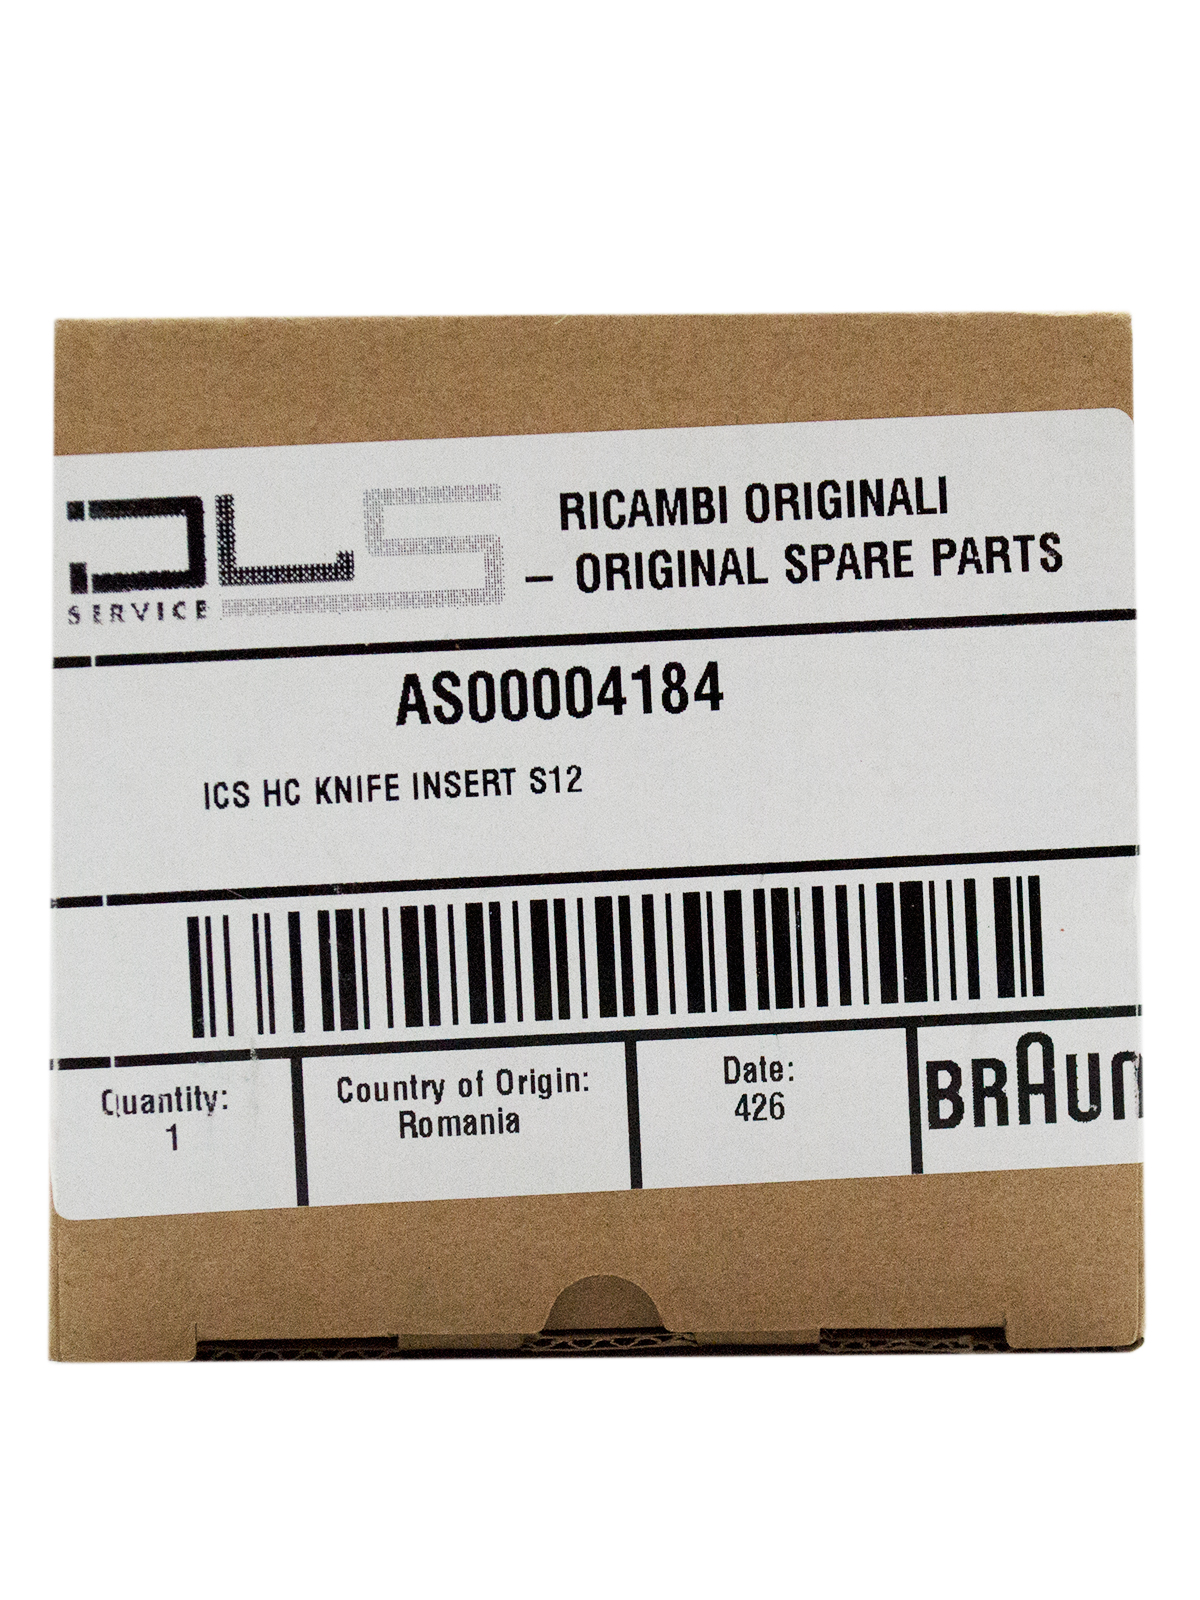 DLS
SERVICE
RICAMBI ORIGINALI
– ORIGINAL SPARE PARTS
AS00004184
ICS HC KNIFE INSERT S12
Quantity:
1
Country of Origin:
Romania
Date:
426
BRAUN